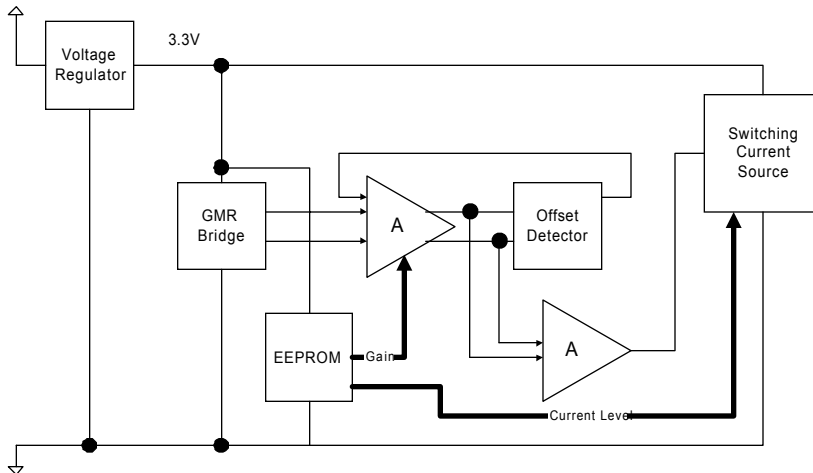 3.3V
Voltage
Regulator
Switching
Current
Source
GMR
Bridge
A
Offset
Detector
EEPROM
Gain
A
Current Level